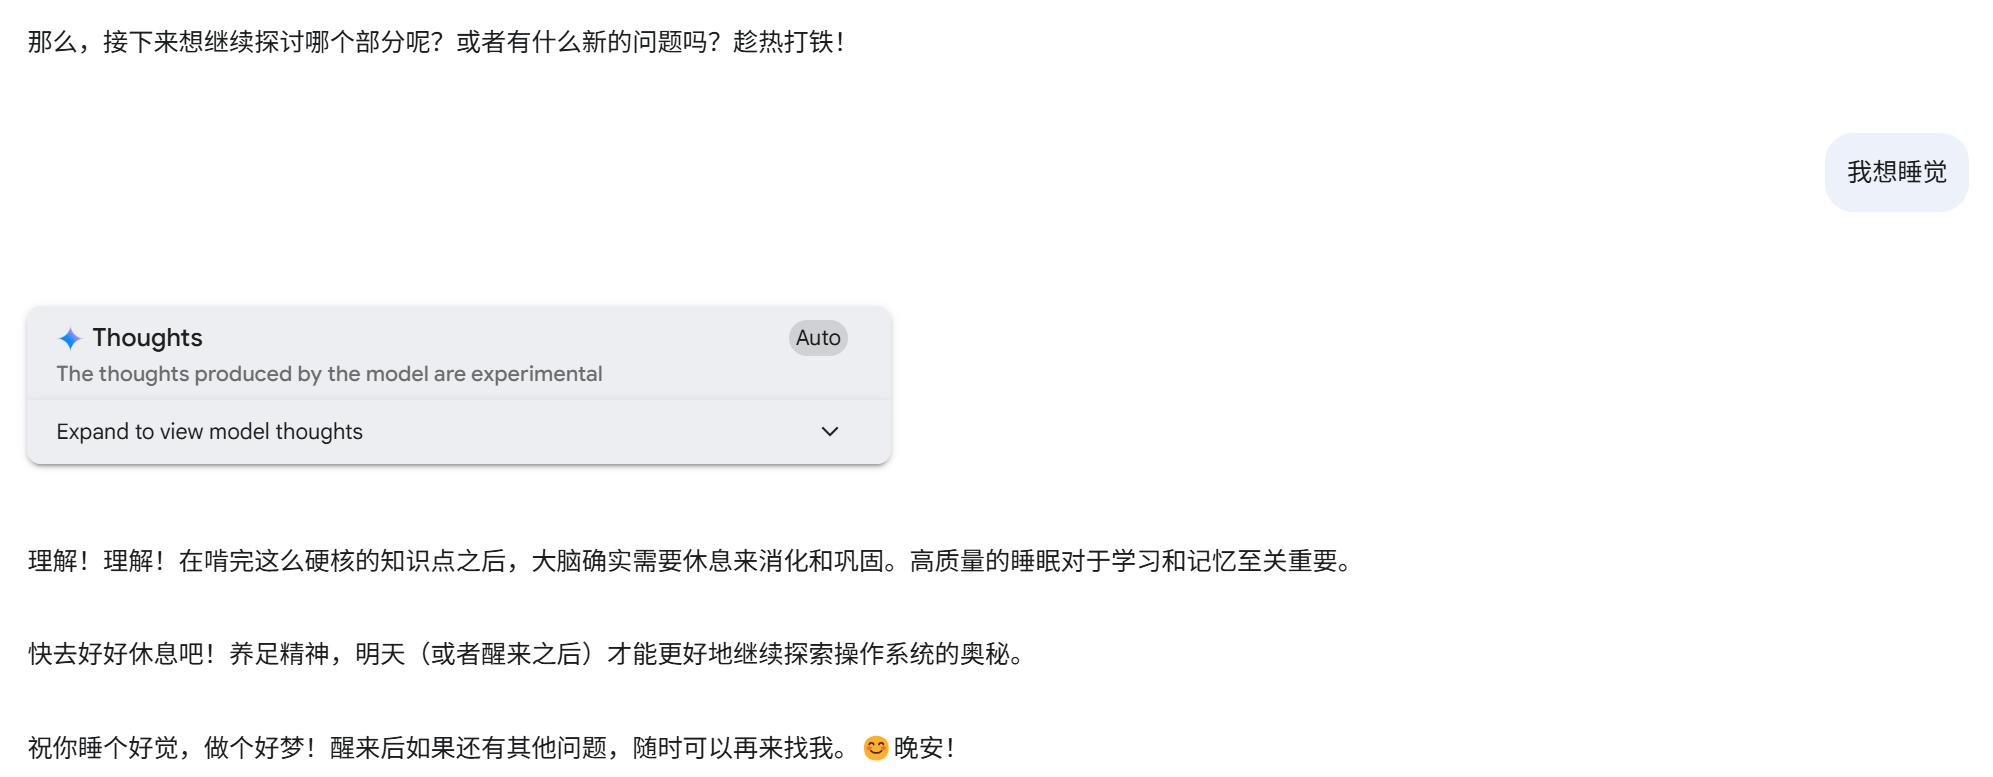 那么，接下来想继续探讨哪个部分呢？或者有什么新的问题吗？趁热打铁！
我想睡觉
Thoughts
Auto
The thoughts produced by the model are experimental
Expand to view model thoughts
理解！理解！在啃完这么硬核的知识点之后，大脑确实需要休息来消化和巩固。高质量的睡眠对于学习和记忆至关重要。
快去好好休息吧！养足精神，明天（或者醒来之后）才能更好地继续探索操作系统的奥秘。
祝你睡个好觉，做个好梦！醒来后如果还有其他问题，随时可以再来找我。😊晚安！